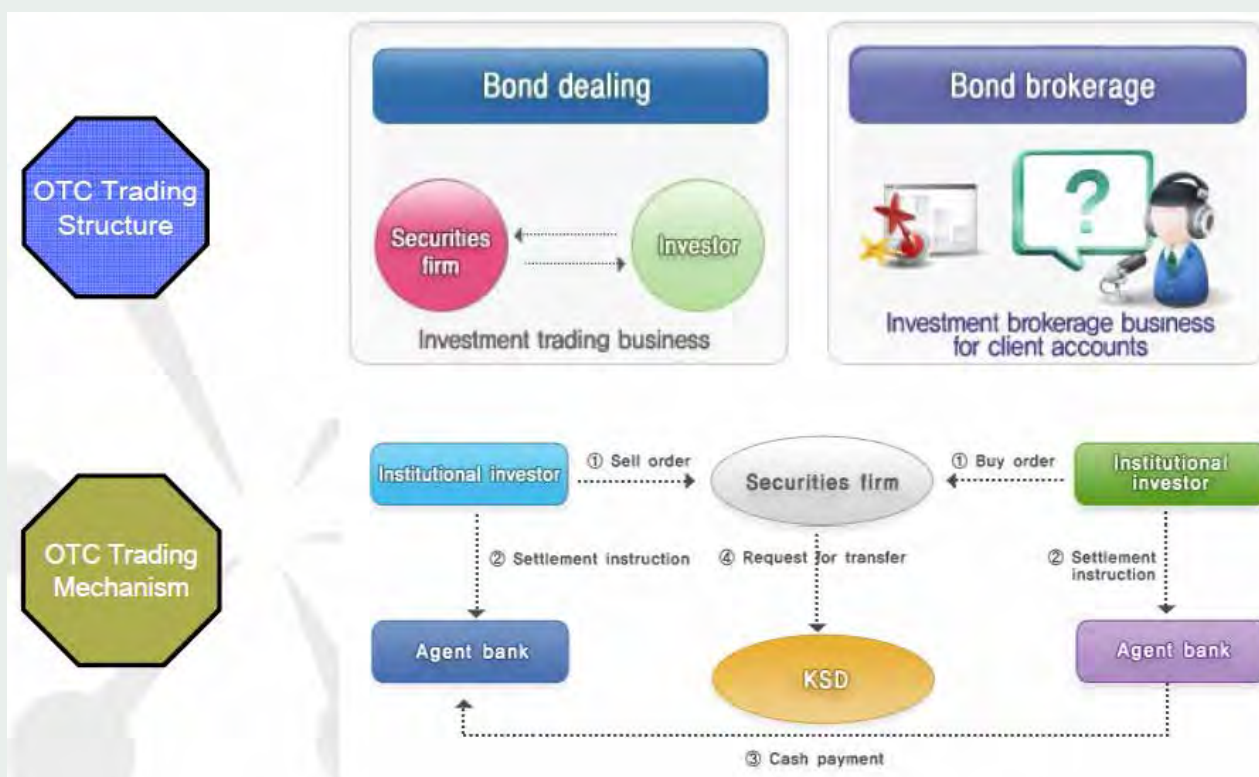 OTC Trading
Structure
Bond dealing
Securities
firm
Investor
Investment trading business
Bond brokerage
?
Investment brokerage business
for client accounts
OTC Trading
Mechanism
Institutional investor
① Sell order
Securities firm
① Buy order
Institutional
investor
② Settlement instruction
④ Request for transfer
② Settlement
instruction
Agent bank
KSD
Agent bank
③ Cash payment